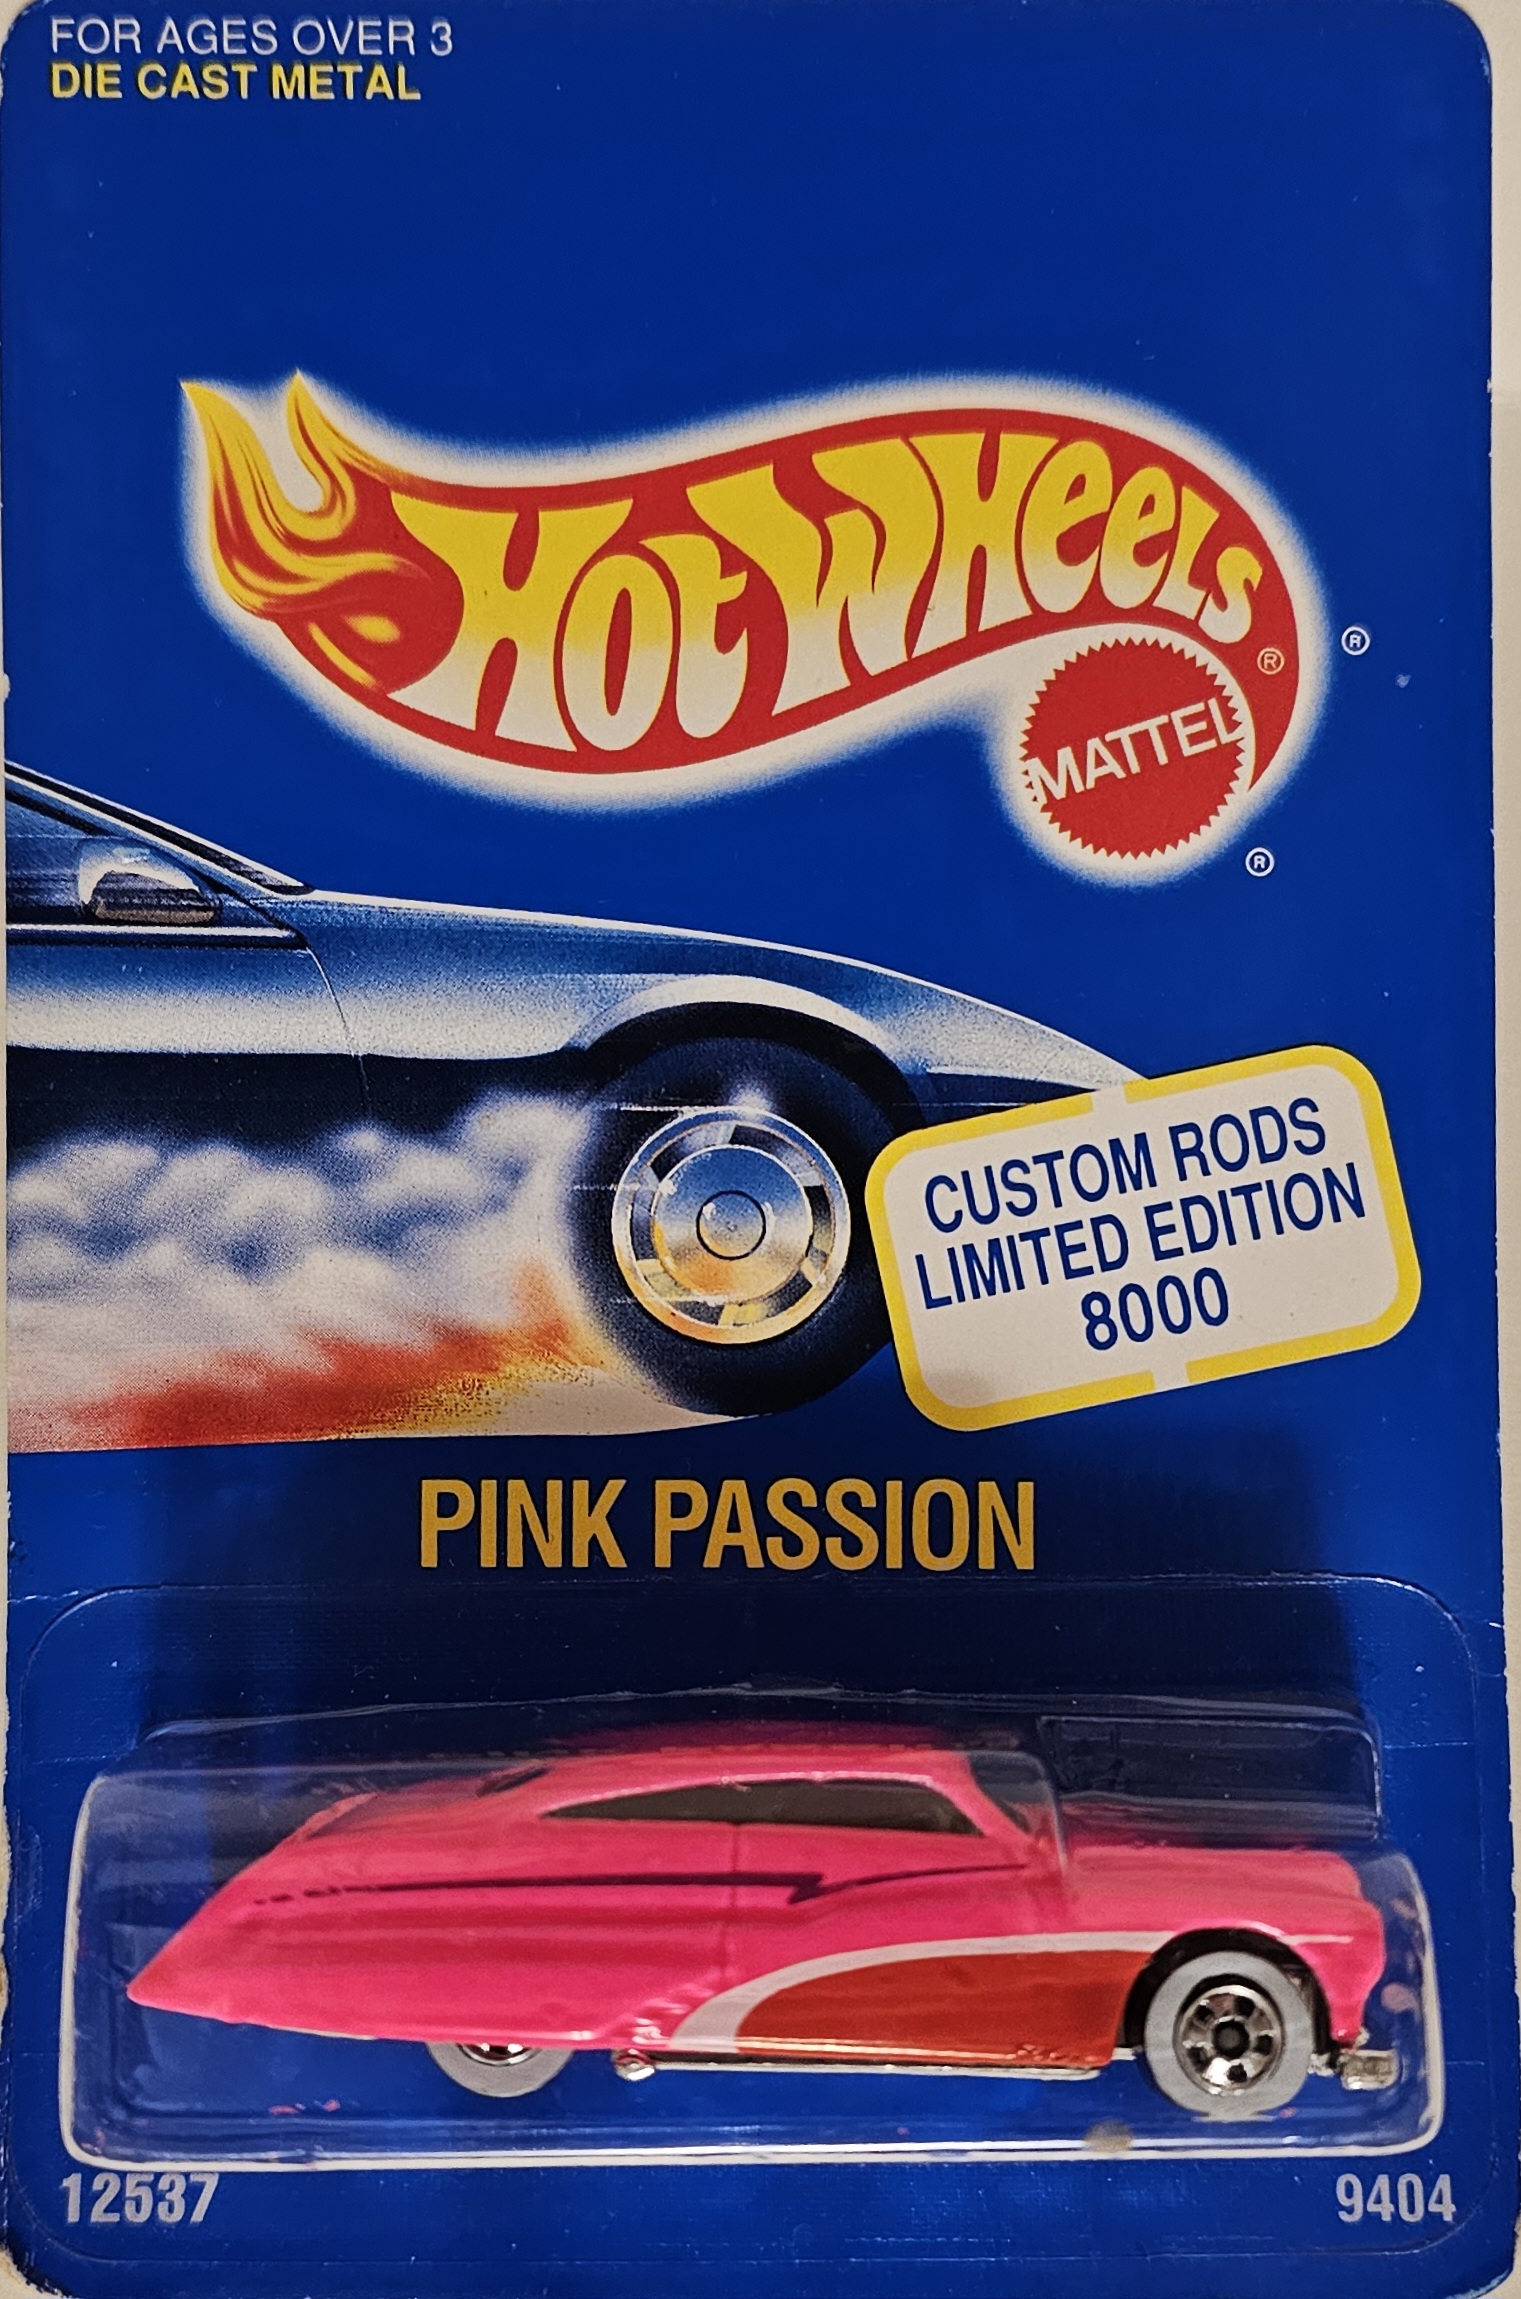 FOR AGES OVER 3
DIE CAST METAL
Hot Wheels ®
®
MATTEL
®
CUSTOM RODS
LIMITED EDITION
8000
PINK PASSION
12537
9404